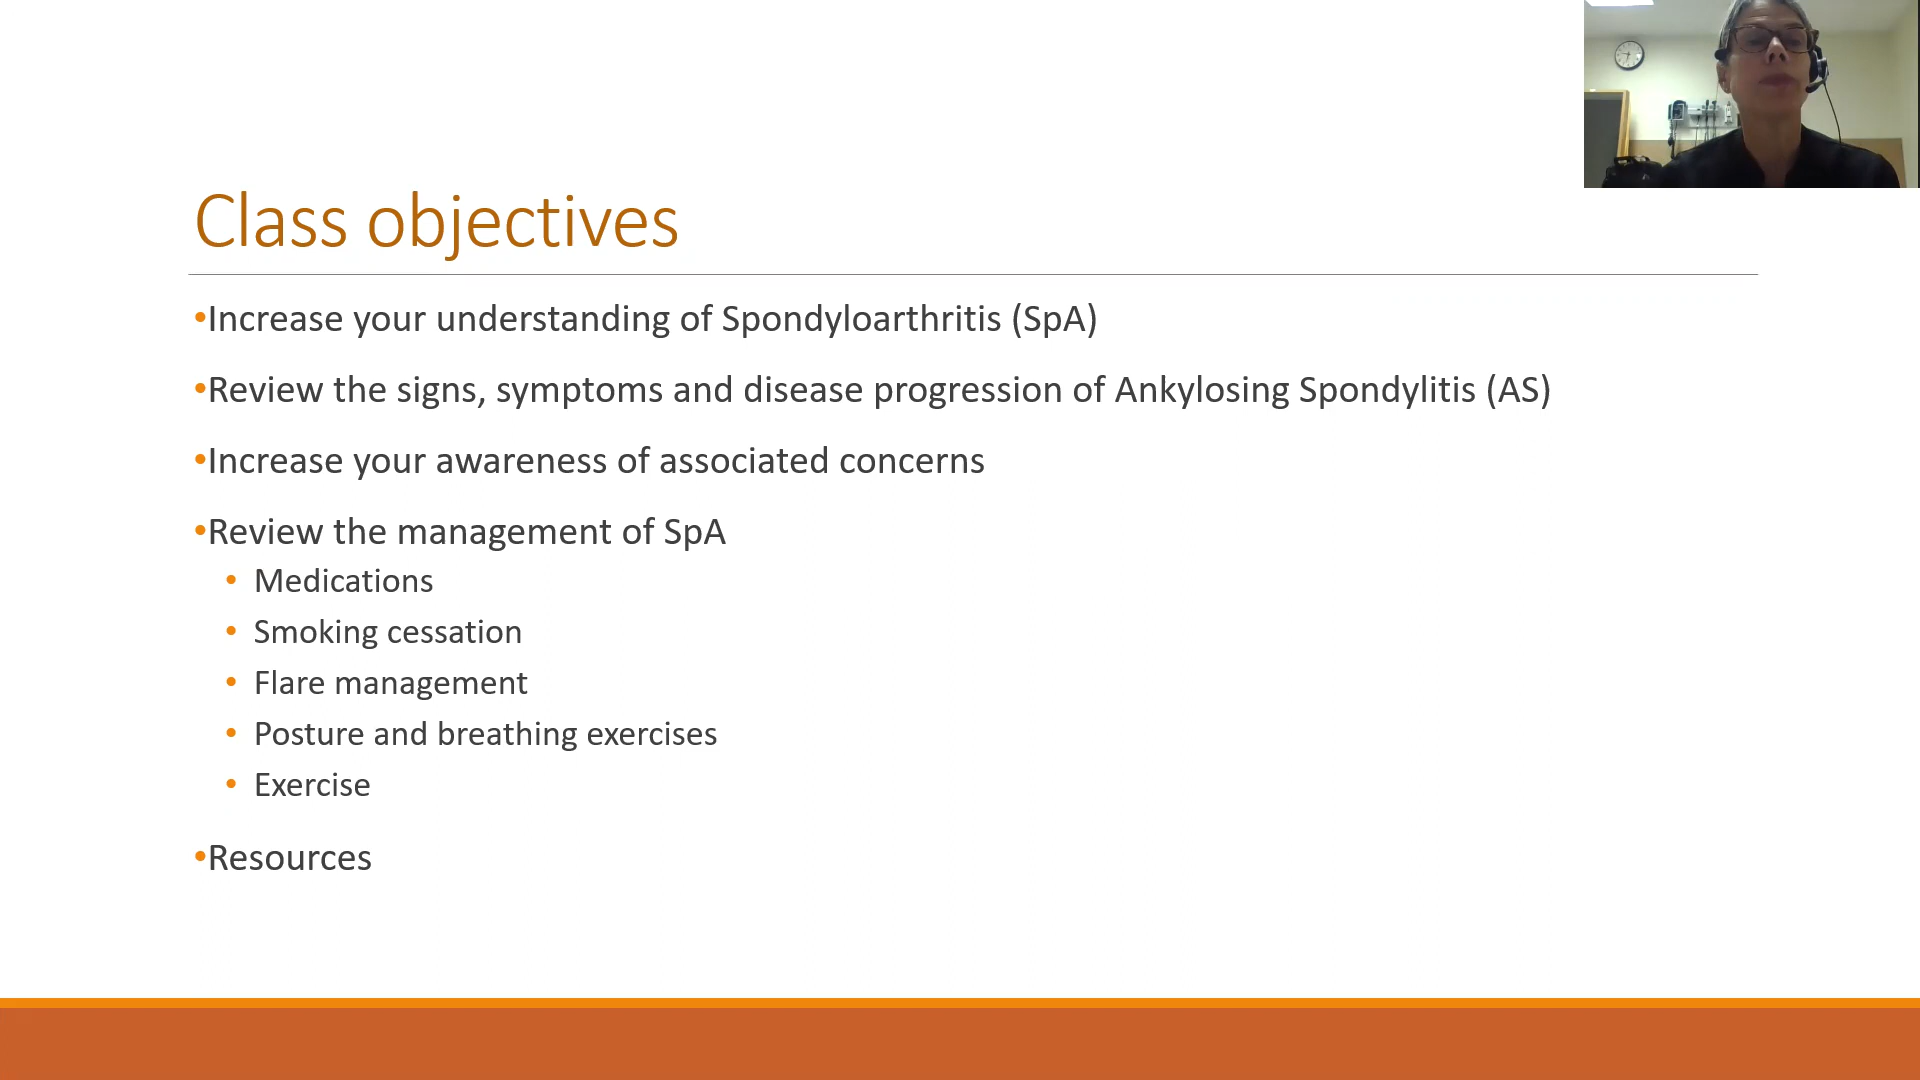 Class objectives
•Increase your understanding of Spondyloarthritis (SpA)
•Review the signs, symptoms and disease progression of Ankylosing Spondylitis (AS)
•Increase your awareness of associated concerns
•Review the management of SpA
• Medications
• Smoking cessation
• Flare management
• Posture and breathing exercises
• Exercise
•Resources